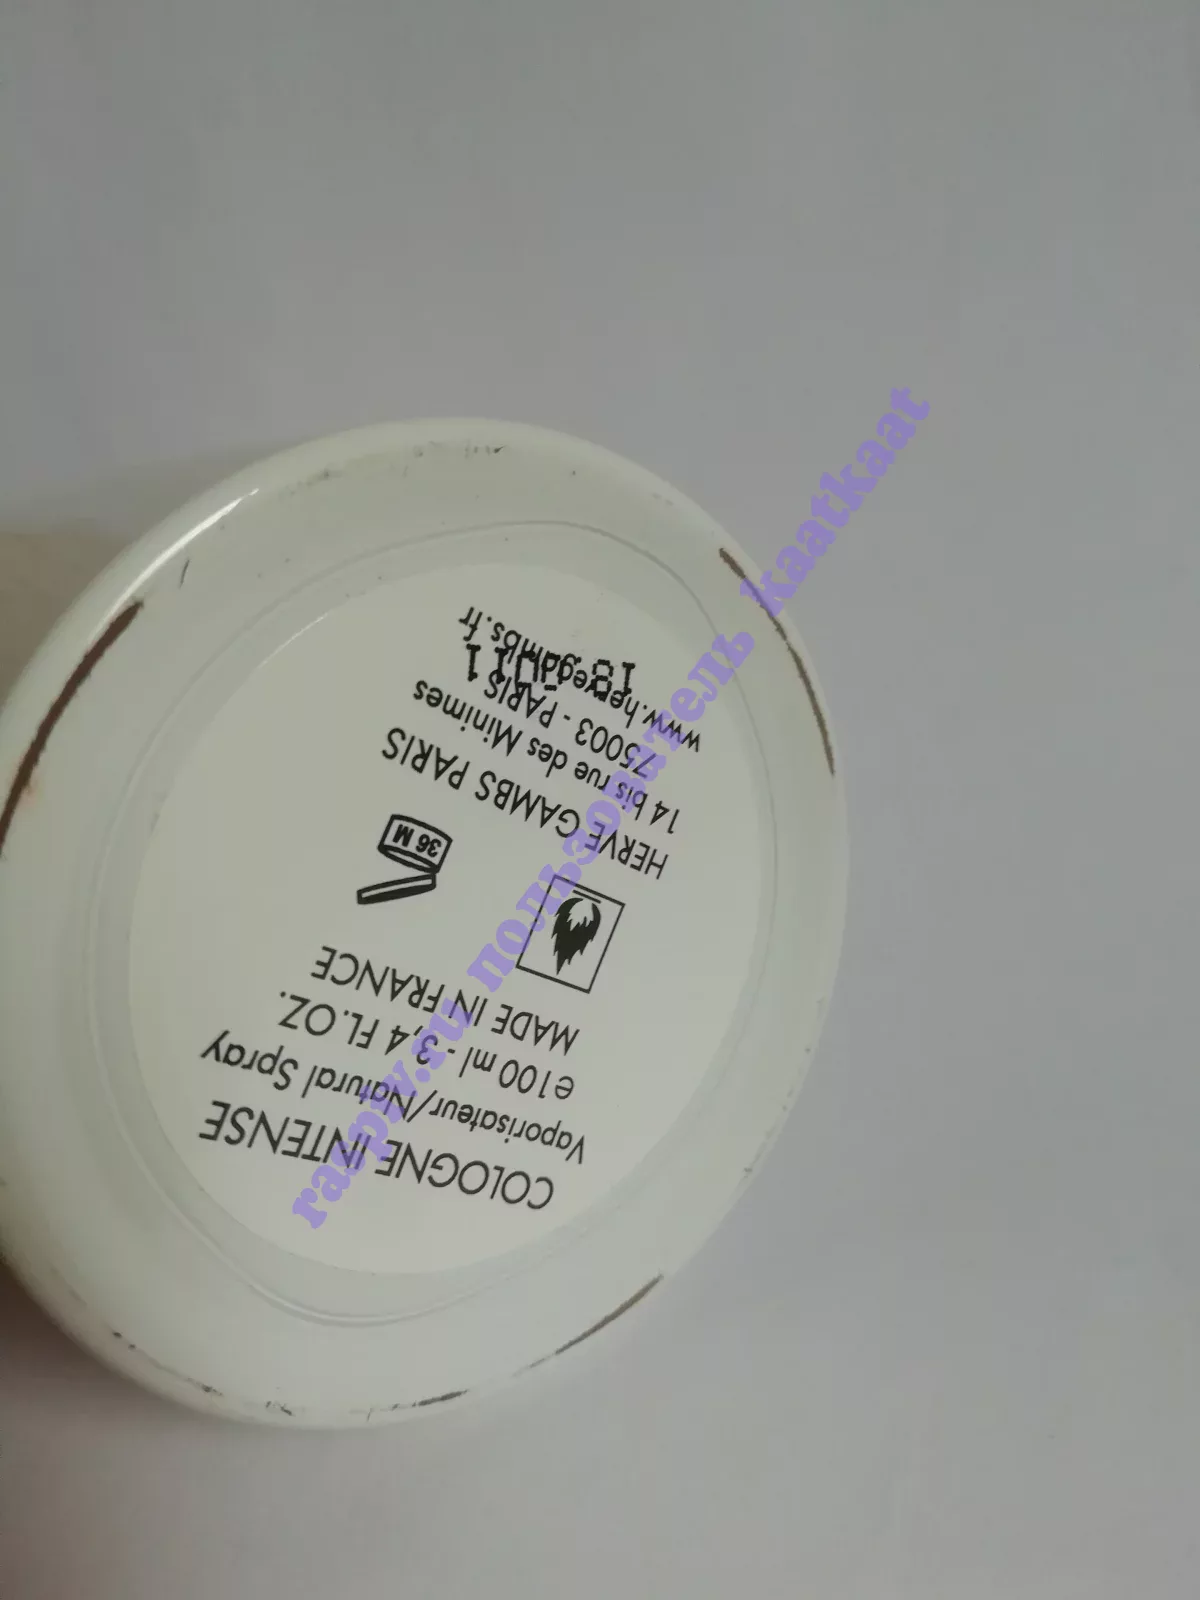 COLOGNE INTENSE
Vaporisateur/Natural Spray
e100 ml - 3,4 FL.OZ.
MADE IN FRANCE
36 M
HERVE GAMBS PARIS
14 bis rue des Minimes
75003 - PARIS
www.hervegambs.fr
raspw.ru пользователь kaatkaat